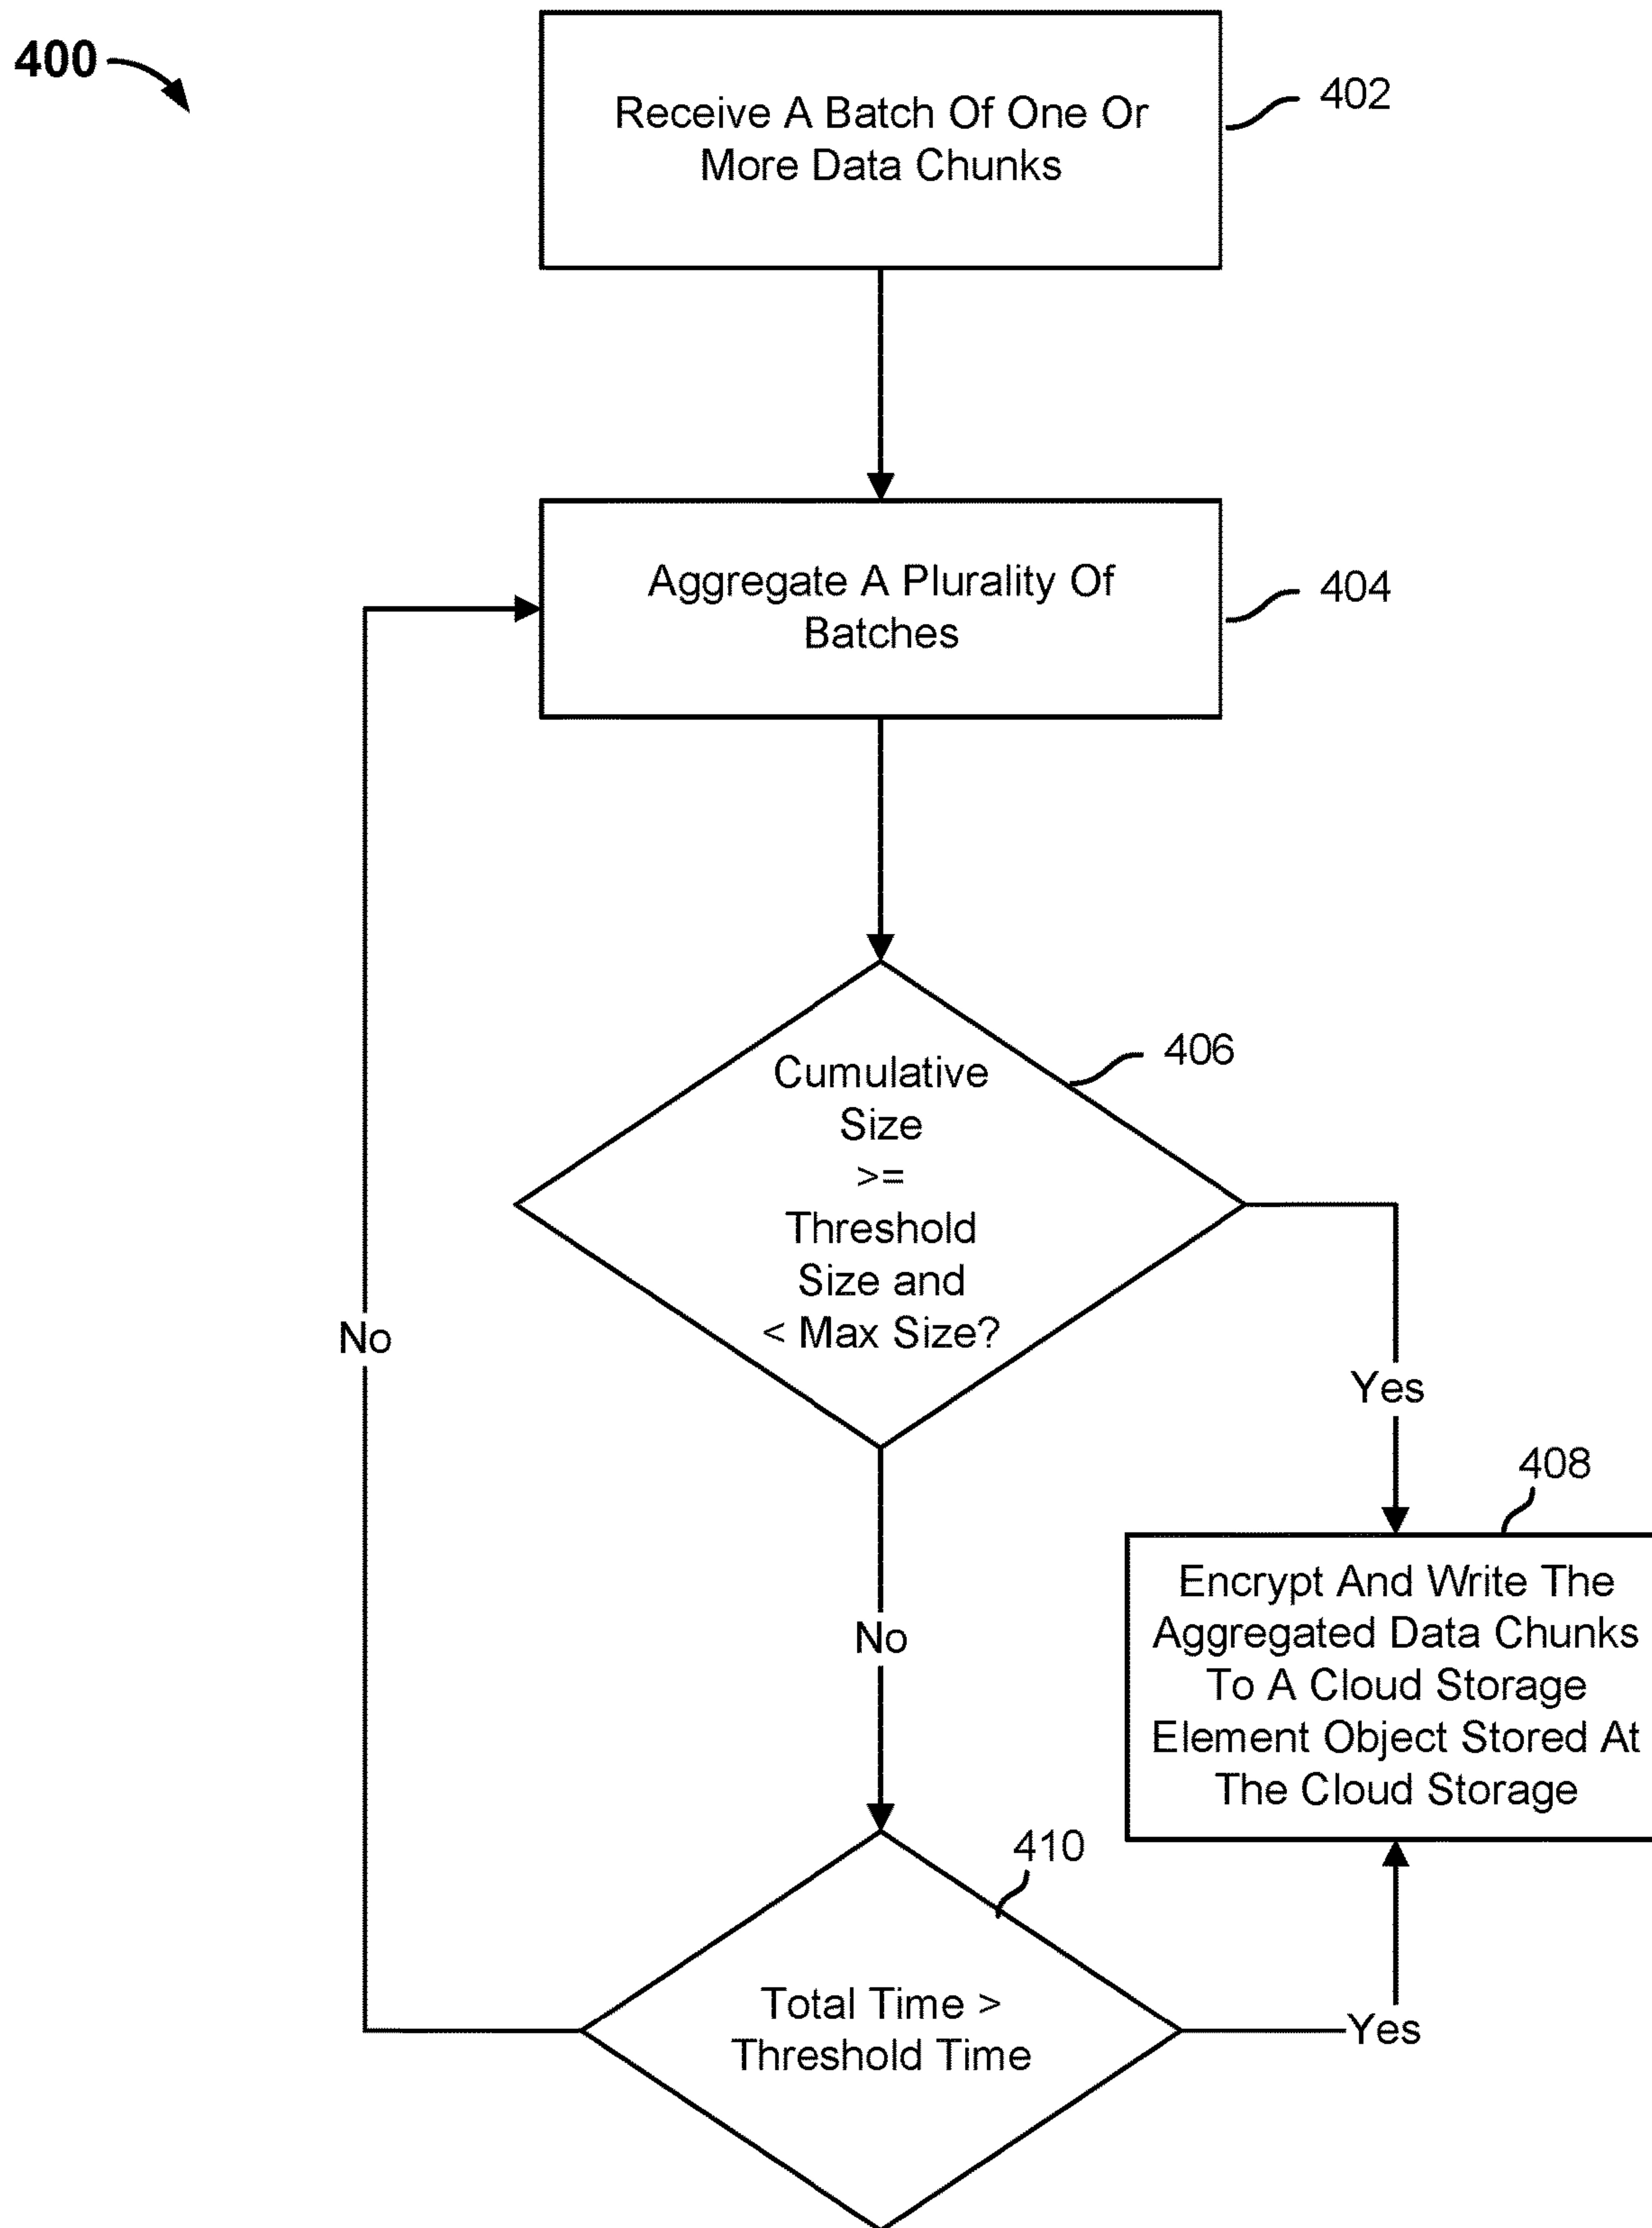 400
Receive A Batch Of One Or
More Data Chunks
402
Aggregate A Plurality Of
Batches
404
Cumulative
Size
>=
Threshold
Size and
< Max Size?
406
No
Yes
408
Encrypt And Write The
Aggregated Data Chunks
To A Cloud Storage
Element Object Stored At
The Cloud Storage
No
410
Total Time >
Threshold Time
Yes